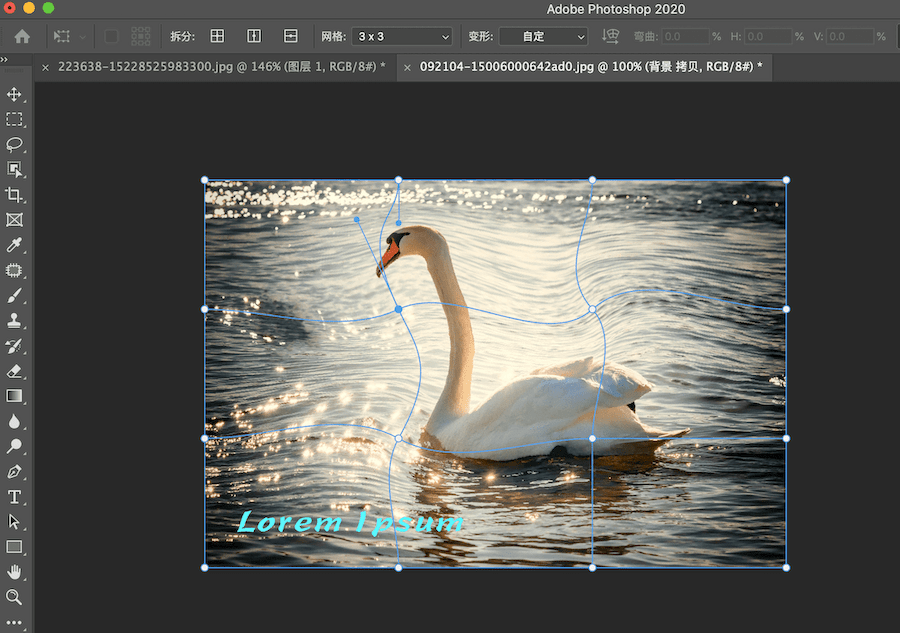 Adobe Photoshop 2020
拆分: 网格: 3 x 3 变形: 自定 弯曲: 0.0 % H: 0.0 % V: 0.0 %
223638-15228525983300.jpg @ 146% (图层 1, RGB/8#) * 092104-15006000642ad0.jpg @ 100% (背景 拷贝, RGB/8#) *
Lorem Ipsum